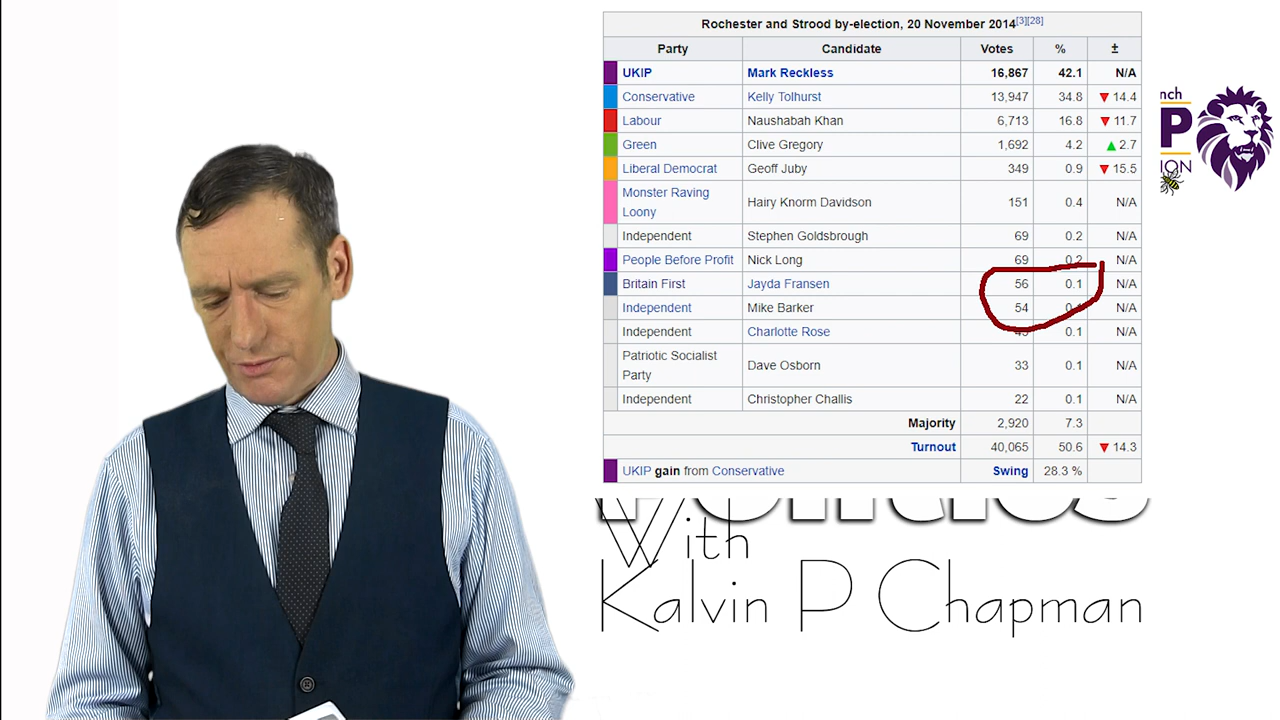 Rochester and Strood by-election, 20 November 2014[3][28]
Party Candidate Votes % ±
UKIP Mark Reckless 16,867 42.1 N/A
Conservative Kelly Tolhurst 13,947 34.8 ▼ 14.4
Labour Naushabah Khan 6,713 16.8 ▼ 11.7
Green Clive Gregory 1,692 4.2 ▲ 2.7
Liberal Democrat Geoff Juby 349 0.9 ▼ 15.5
Monster Raving
Loony Hairy Knorm Davidson 151 0.4 N/A
Independent Stephen Goldsbrough 69 0.2 N/A
People Before Profit Nick Long 69 0.2 N/A
Britain First Jayda Fransen 56 0.1 N/A
Independent Mike Barker 54 N/A
Independent Charlotte Rose 0.1 N/A
Patriotic Socialist
Party Dave Osborn 33 0.1 N/A
Independent Christopher Challis 22 0.1 N/A
Majority 2,920 7.3
Turnout 40,065 50.6 ▼ 14.3
UKIP gain from Conservative Swing 28.3 %
nch
P
ION
Politics
With
Kalvin P Chapman